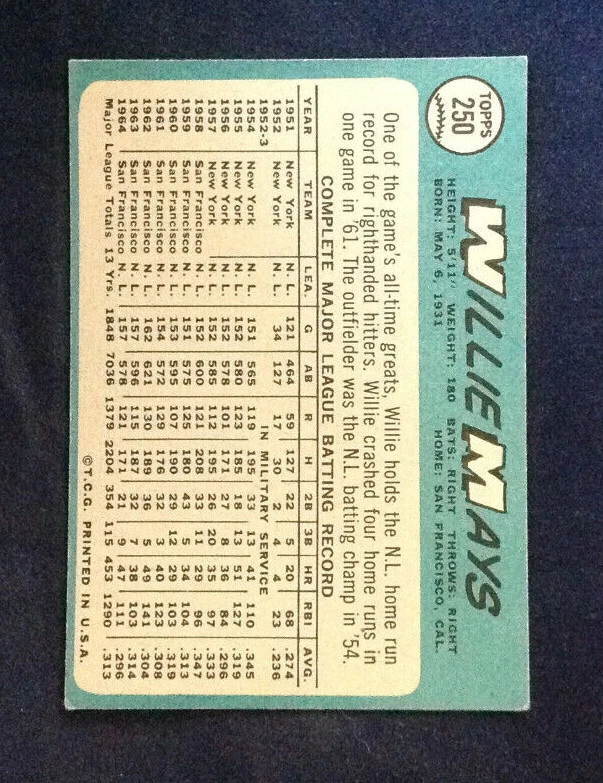 TOPPS
250
WILLIE MAYS
HEIGHT: 5'11" WEIGHT: 180 BATS: RIGHT THROWS: RIGHT
BORN: MAY 6, 1931 HOME: SAN FRANCISCO, CAL.
One of the game's all-time greats, Willie holds the N.L. home run
record for righthanded hitters. Willie crashed four home runs in
one game in '61. The outfielder was the N.L. batting champ in '54.
COMPLETE MAJOR LEAGUE BATTING RECORD
YEAR TEAM LEA. G AB R H 2B 3B HR RBI AVG.
1951 New York N. L. 121 464 59 127 22 5 20 68 .274
1952 New York N. L. 34 127 17 30 2 4 4 23 .236
1952-3 IN MILITARY SERVICE
1954 New York N. L. 151 565 119 195 33 13 41 110 .345
1955 New York N. L. 152 580 123 185 18 13 51 127 .319
1956 New York N. L. 152 578 101 171 27 8 36 84 .296
1957 New York N. L. 152 585 112 195 26 20 35 97 .333
1958 San Francisco N. L. 152 600 121 208 33 11 29 96 .347
1959 San Francisco N. L. 151 575 125 180 43 5 34 104 .313
1960 San Francisco N. L. 153 595 107 190 29 12 29 103 .319
1961 San Francisco N. L. 154 572 129 176 32 3 40 123 .308
1962 San Francisco N. L. 162 621 130 189 36 5 49 141 .304
1963 San Francisco N. L. 157 596 115 187 32 7 38 103 .314
1964 San Francisco N. L. 157 578 121 171 21 9 47 111 .296
Major League Totals 13 Yrs. 1848 7036 1379 2204 354 115 453 1290 .313
©T.C.G. PRINTED IN U.S.A.